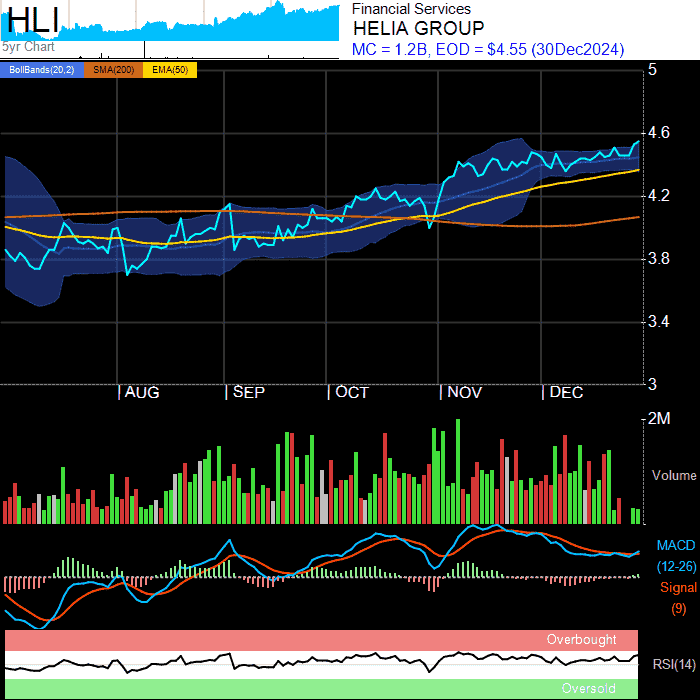 HLI
5yr Chart
Financial Services
HELIA GROUP
MC = 1.2B, EOD = $4.55 (30Dec2024)
BollBands(20,2) SMA(200) EMA(50)
5
4.6
4.2
3.8
3.4
3
| AUG | SEP | OCT | NOV | DEC
2M
Volume
MACD
(12-26)
Signal
(9)
Overbought
RSI(14)
Oversold